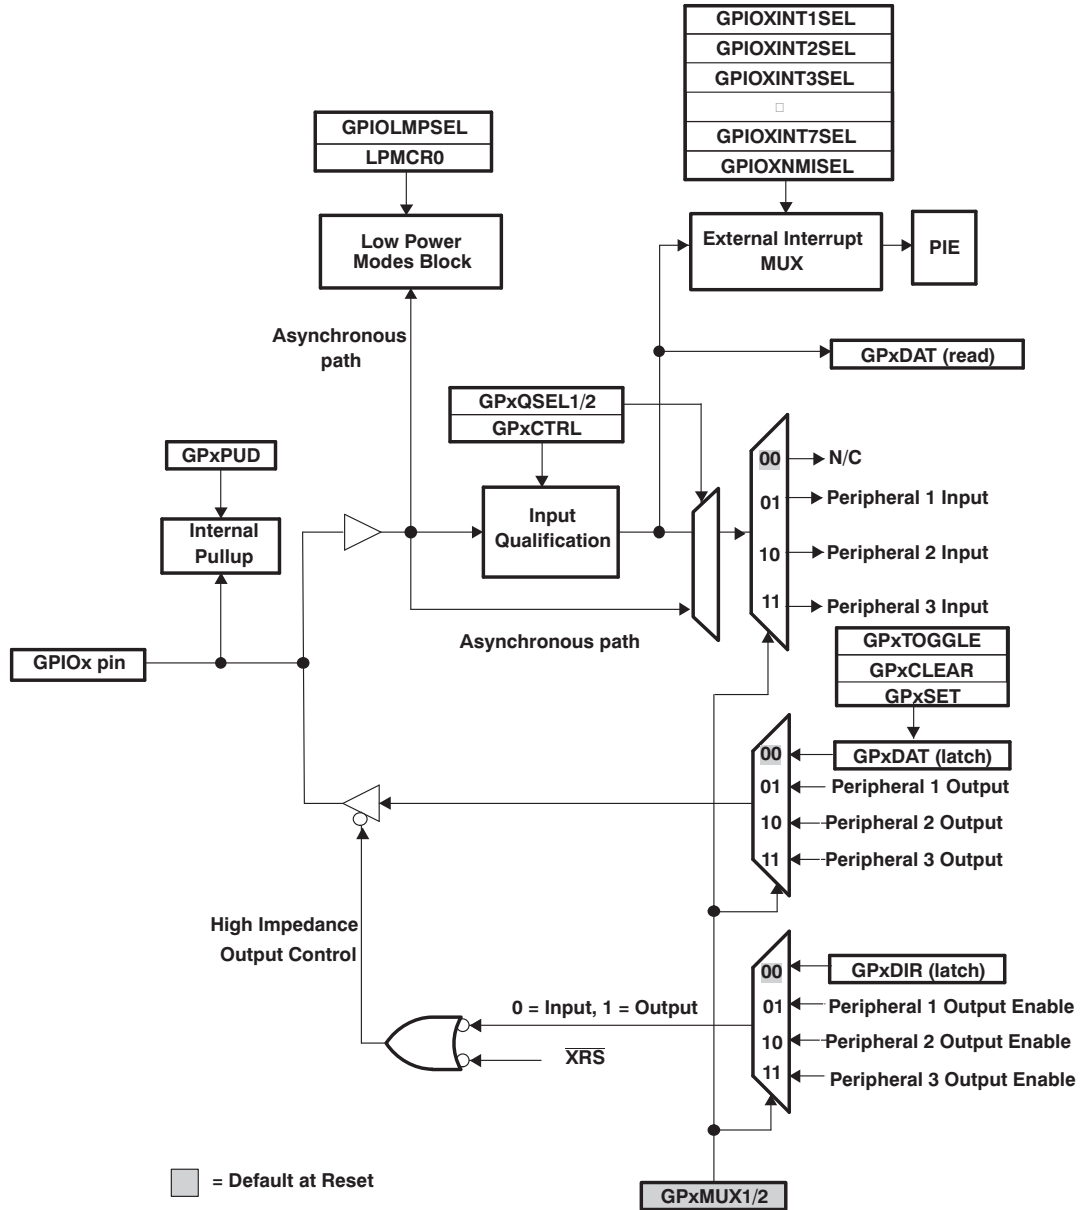 GPIOXINT1SEL
GPIOXINT2SEL
GPIOXINT3SEL
GPIOXINT7SEL
GPIOXNMISEL
GPIOLMPSEL
LPMCR0
Low Power
Modes Block
External Interrupt
MUX
PIE
Asynchronous
path
GPxDAT (read)
GPxQSEL1/2
GPxCTRL
GPxPUD
Internal
Pullup
Input
Qualification
00
N/C
01
Peripheral 1 Input
10
Peripheral 2 Input
11
Peripheral 3 Input
Asynchronous path
GPIOx pin
GPxTOGGLE
GPxCLEAR
GPxSET
00
GPxDAT (latch)
01
Peripheral 1 Output
10
Peripheral 2 Output
11
Peripheral 3 Output
High Impedance
Output Control
00
GPxDIR (latch)
0 = Input, 1 = Output
01
Peripheral 1 Output Enable
10
Peripheral 2 Output Enable
11
Peripheral 3 Output Enable
XRS
= Default at Reset
GPxMUX1/2